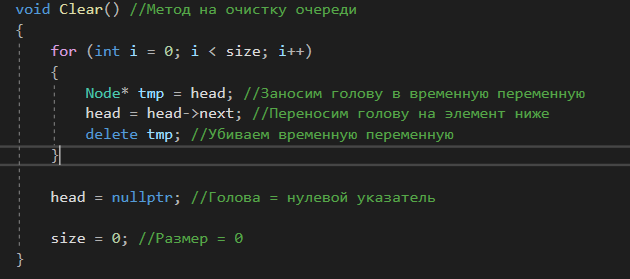 void Clear() //Метод на очистку очереди
{
for (int i = 0; i < size; i++)
{
Node* tmp = head; //Заносим голову в временную переменную
head = head->next; //Переносим голову на элемент ниже
delete tmp; //Убиваем временную переменную
}
head = nullptr; //Голова = нулевой указатель
size = 0; //Размер = 0
}